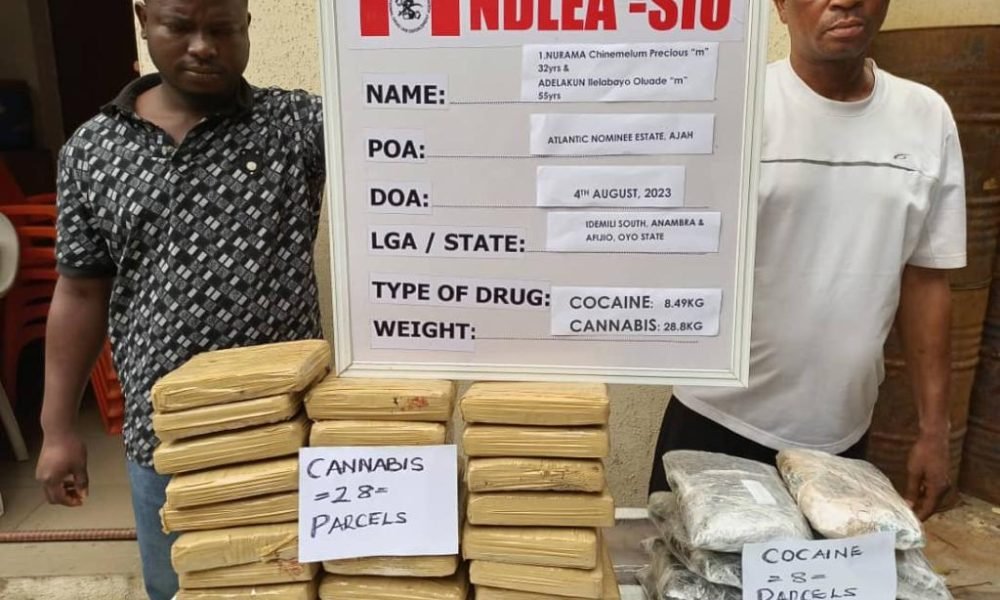 NDLEA -SIU
NAME:
1.NURAMA Chinemelum Precious "m"
32yrs &
ADELAKUN Ilelabayo Oluade "m"
55yrs
POA:
ATLANTIC NOMINEE ESTATE, AJAH
DOA:
4TH AUGUST, 2023
LGA / STATE:
IDEMILI SOUTH, ANAMBRA &
AFIJIO, OYO STATE
TYPE OF DRUG:
WEIGHT:
COCAINE: 8.49KG
CANNABIS: 28.8KG
CANNABIS
=28=
PARCELS
COCAINE
=8=
PARCELS